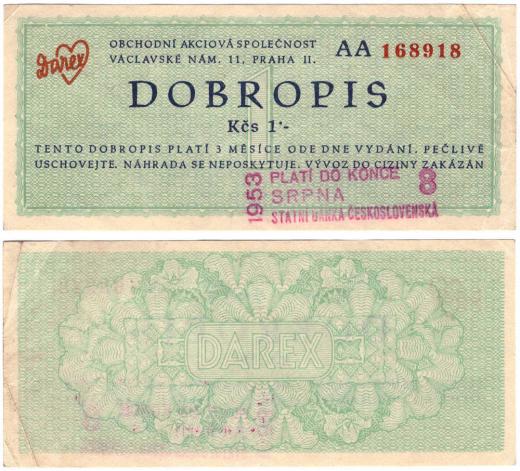 Darex
OBCHODNÍ AKCIOVÁ SPOLEČNOST
VÁCLAVSKÉ NÁM. 11, PRAHA II.
AA 168918
1
DOBROPIS
Kčs 1·-
TENTO DOBROPIS PLATÍ 3 MĚSÍCE ODE DNE VYDÁNÍ. PEČLIVĚ
USCHOVEJTE. NÁHRADA SE NEPOSKYTUJE. VÝVOZ DO CIZINY ZAKÁZÁN
1953
PLATÍ DO KONCE 8
SRPNA
STÁTNÍ BANKA ČESKOSLOVENSKÁ
DAREX